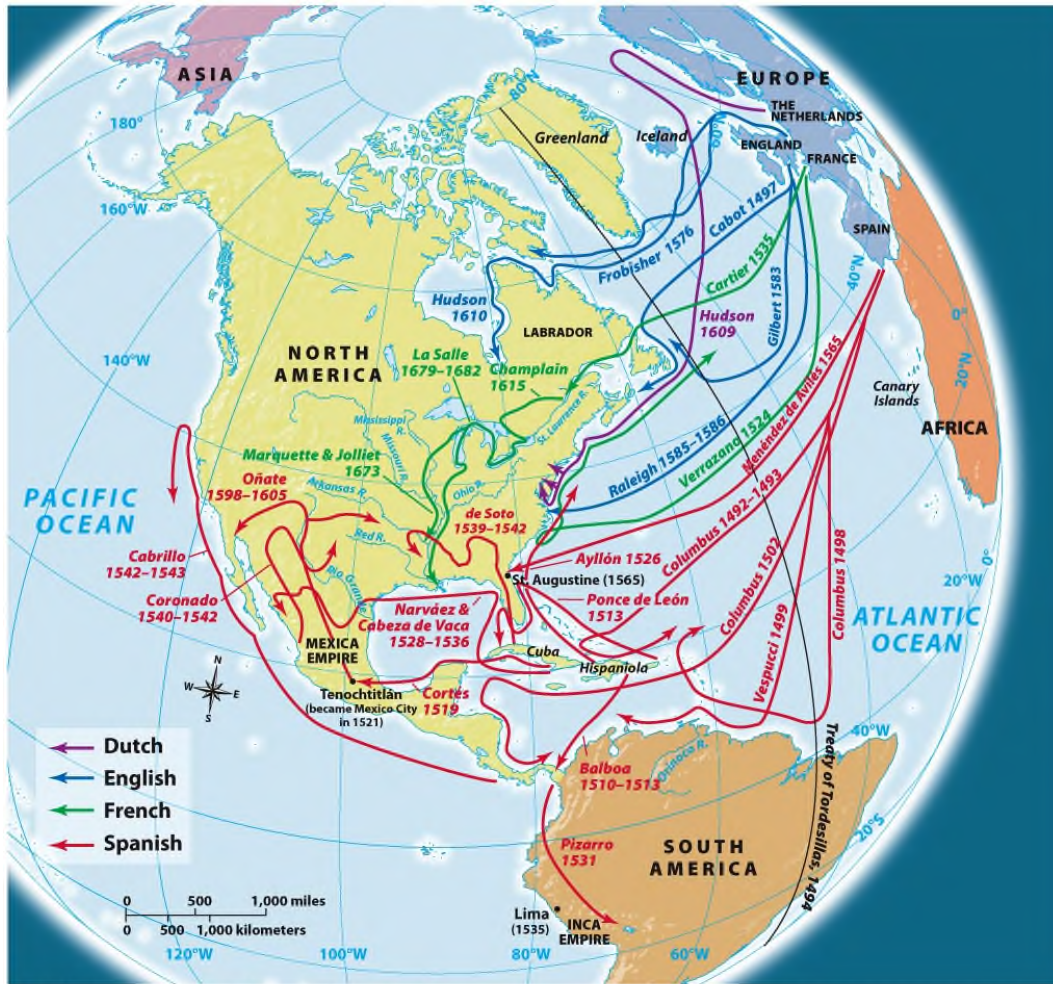 ASIA
180°
160°W
140°W
80°N
Greenland
Iceland
60°N
EUROPE
THE
NETHERLANDS
ENGLAND
FRANCE
SPAIN
40°N
0°
20°N
Canary
Islands
AFRICA
0°
20°W
ATLANTIC
OCEAN
40°W
20°S
60°W
80°W
100°W
120°W
Cabot 1497
Frobisher 1576
Cartier 1535
Gilbert 1583
Hudson
1609
Hudson
1610
LABRADOR
NORTH
AMERICA
La Salle
1679–1682
Champlain
1615
St. Lawrence R.
Mississippi
R.
Missouri R.
Marquette & Jolliet
1673
Ohio R.
Arkansas R.
Red R.
Rio Grande
Menéndez de Avilés 1565
Raleigh 1585–1586
Verrazano 1524
Columbus 1492–1493
Columbus 1502
Vespucci 1499
Columbus 1498
PACIFIC
OCEAN
Oñate
1598–1605
de Soto
1539–1542
Cabrillo
1542–1543
Coronado
1540–1542
Ayllón 1526
St. Augustine (1565)
Ponce de León
1513
Narváez &
Cabeza de Vaca
1528–1536
MEXICA
EMPIRE
Cuba
Hispaniola
Tenochtitlán
(became Mexico City
in 1521)
Cortés
1519
N
W
E
S
Balboa
1510–1513
Orinoco R.
Pizarro
1531
SOUTH
AMERICA
Treaty of Tordesillas, 1494
Lima
(1535)
INCA
EMPIRE
Dutch
English
French
Spanish
0 500 1,000 miles
0 500 1,000 kilometers